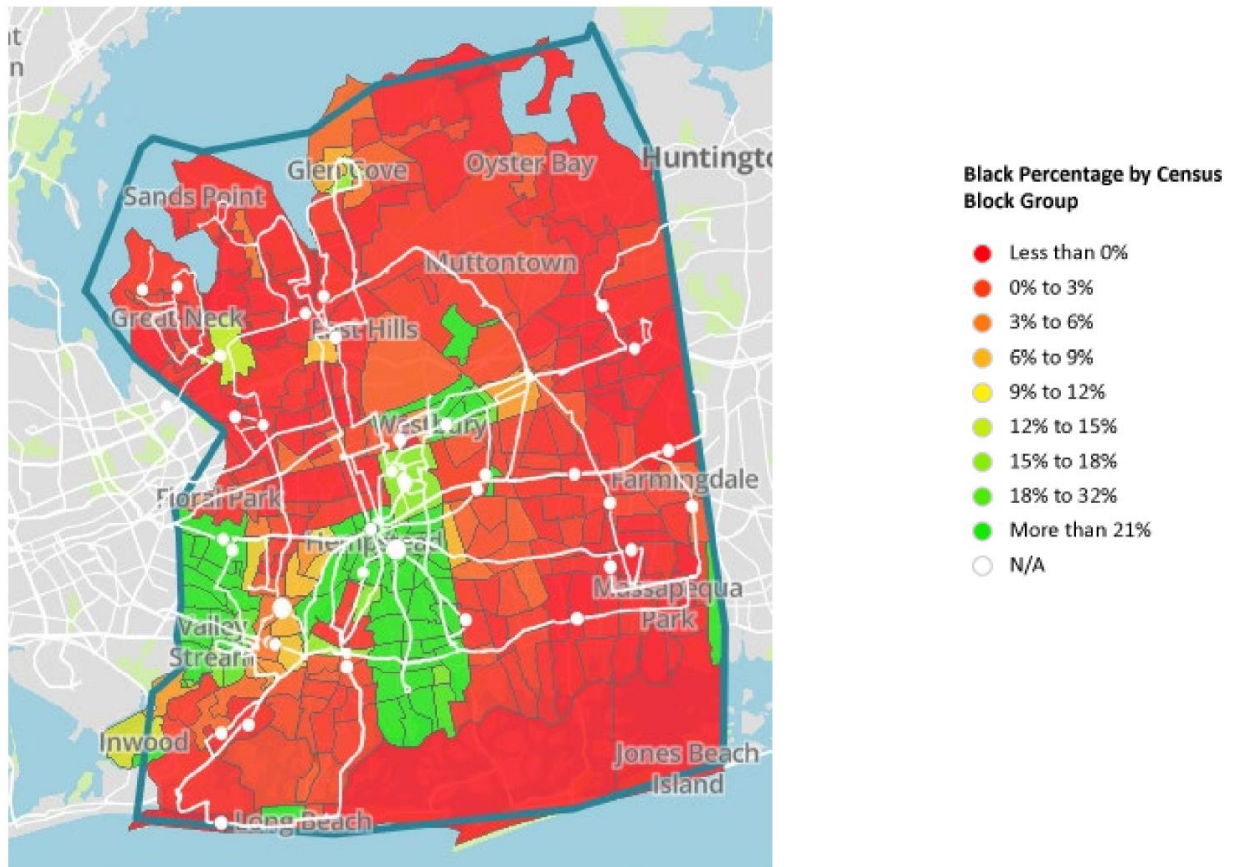 Glen Cove
Oyster Bay
Sands Point
Muttontown
Great Neck
East Hills
Westbury
Floral Park
Farmingdale
Hempstead
Massapequa
Park
Valley
Stream
Inwood
Jones Beach
Island
Long Beach
Black Percentage by Census
Block Group
Less than 0%
0% to 3%
3% to 6%
6% to 9%
9% to 12%
12% to 15%
15% to 18%
18% to 32%
More than 21%
N/A